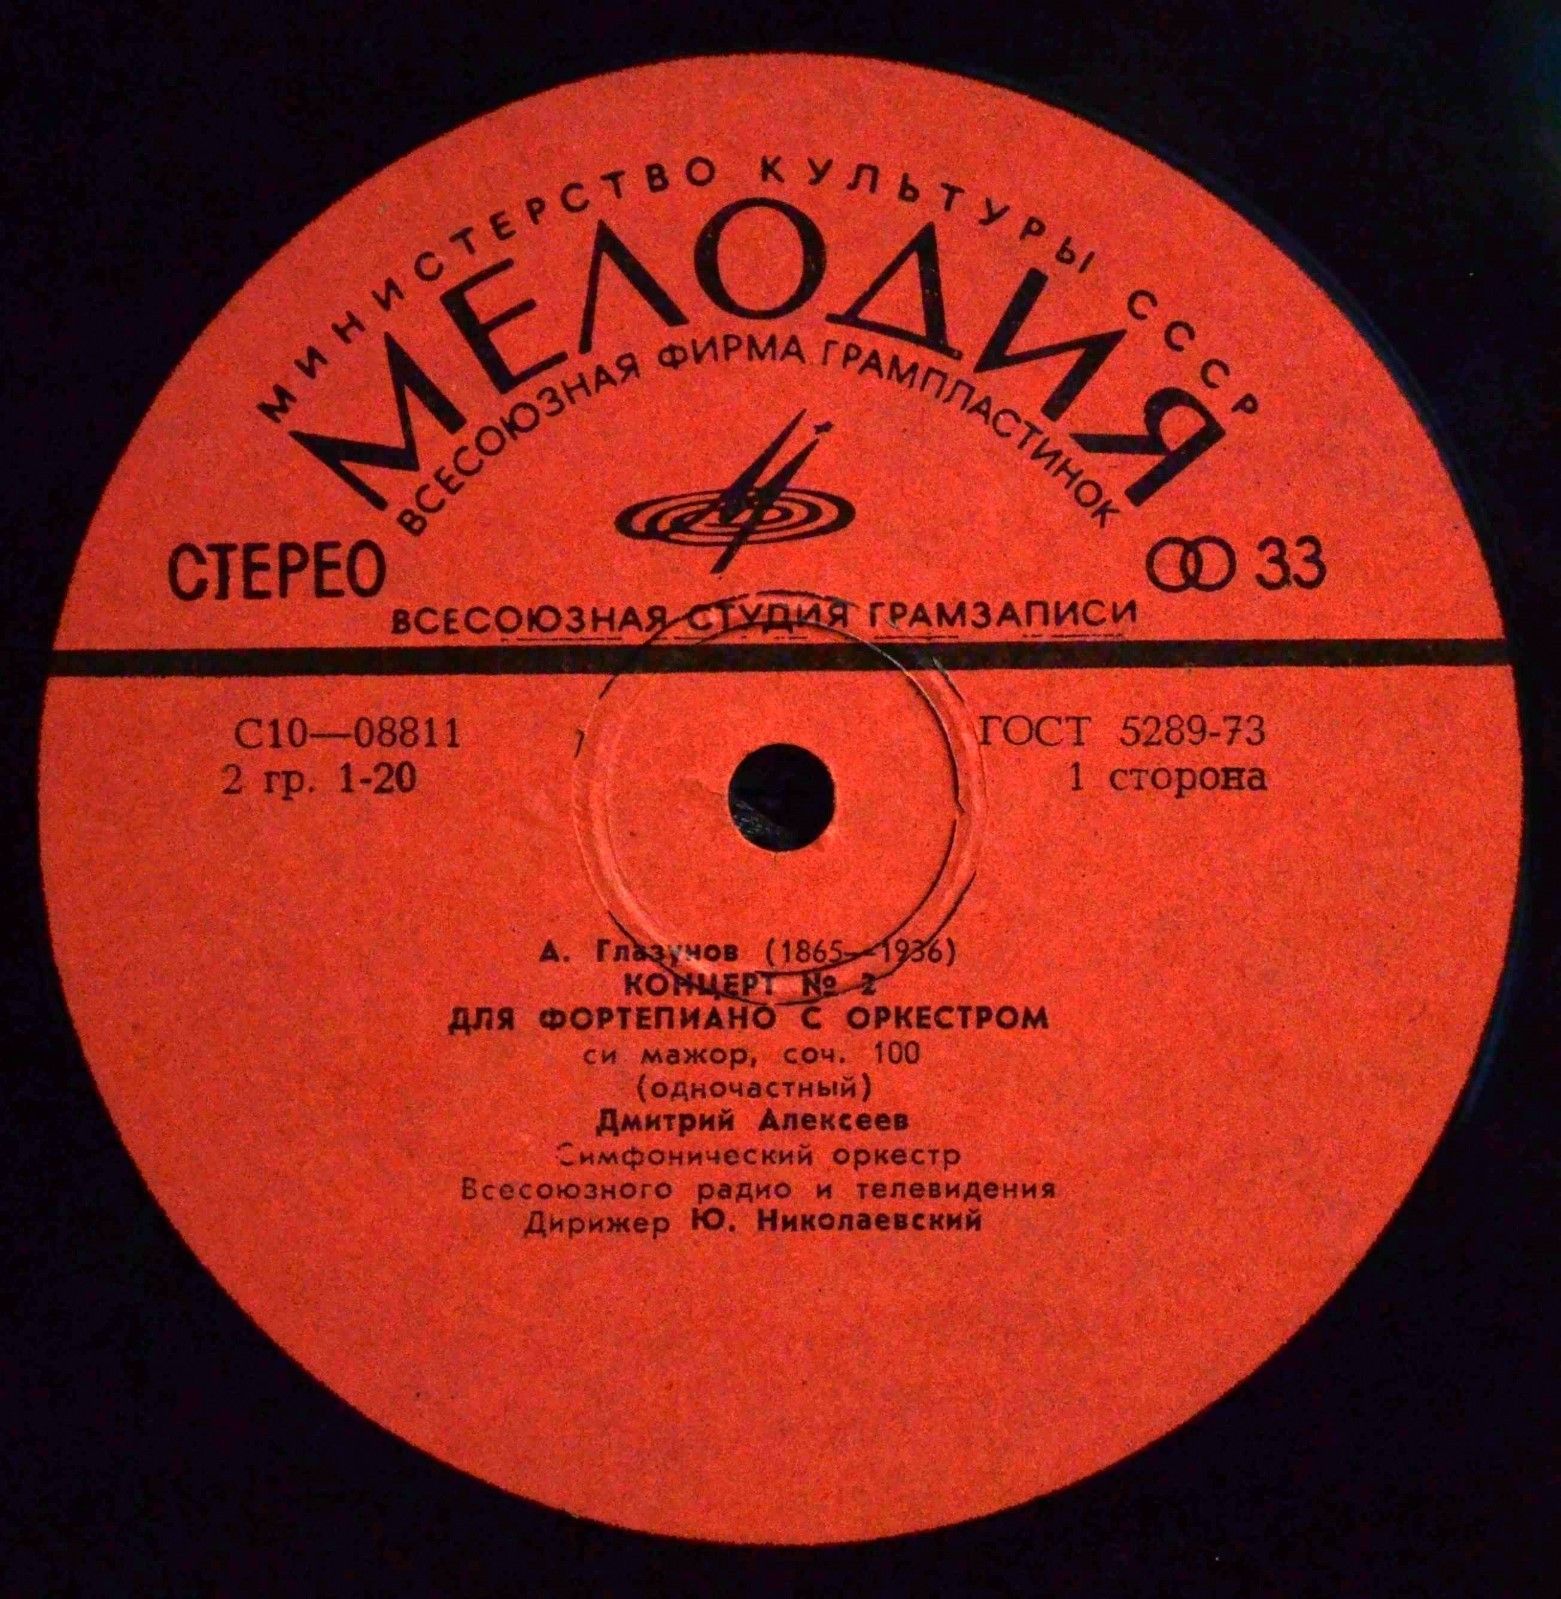 МИНИСТЕРСТВО КУЛЬТУРЫ СССР
МЕЛОДИЯ
ВСЕСОЮЗНАЯ ФИРМА ГРАМПЛАСТИНОК
СТЕРЕО
33
ВСЕСОЮЗНАЯ СТУДИЯ ГРАМЗАПИСИ
С10—08811
ГОСТ 5289-73
2 гр. 1-20
1 сторона
А. Глазунов (1865—1936)
КОНЦЕРТ № 2
ДЛЯ ФОРТЕПИАНО С ОРКЕСТРОМ
си мажор, соч. 100
(одночастный)
Дмитрий Алексеев
Симфонический оркестр
Всесоюзного радио и телевидения
Дирижер Ю. Николаевский